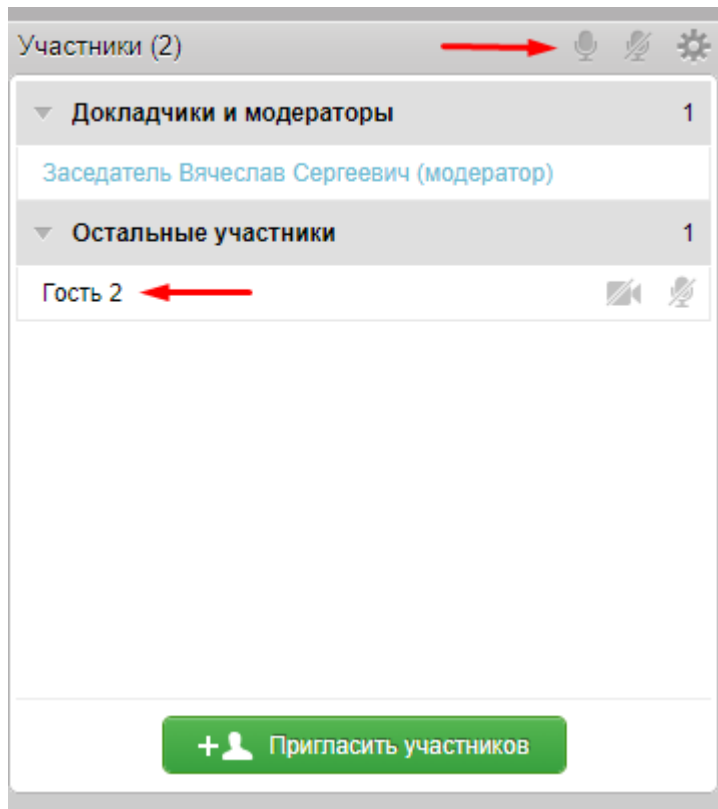 Участники (2)
Докладчики и модераторы 1
Заседатель Вячеслав Сергеевич (модератор)
Остальные участники 1
Гость 2
Пригласить участников